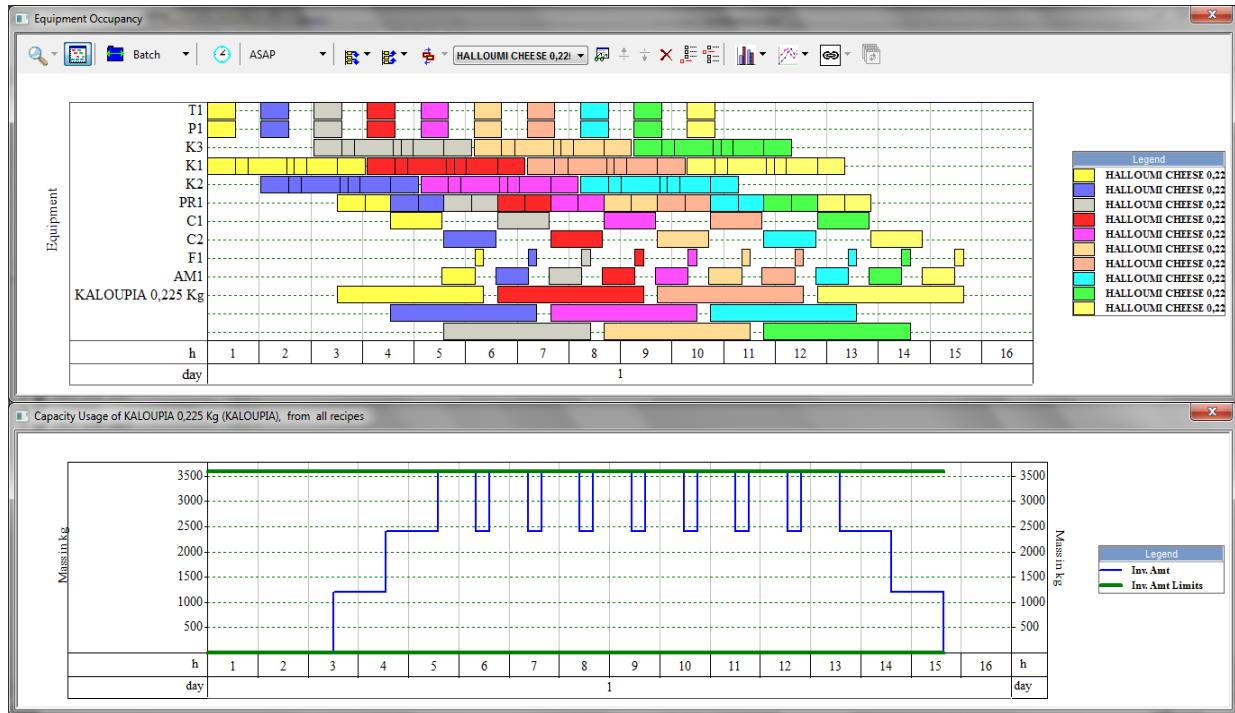 Equipment Occupancy
Batch ASAP HALLOUMI CHEESE 0,22
Equipment
T1
P1
K3
K1
K2
PR1
C1
C2
F1
AM1
KALOUPIA 0,225 Kg
h 1 2 3 4 5 6 7 8 9 10 11 12 13 14 15 16
day 1
Legend
HALLOUMI CHEESE 0,22
HALLOUMI CHEESE 0,22
HALLOUMI CHEESE 0,22
HALLOUMI CHEESE 0,22
HALLOUMI CHEESE 0,22
HALLOUMI CHEESE 0,22
HALLOUMI CHEESE 0,22
HALLOUMI CHEESE 0,22
HALLOUMI CHEESE 0,22
HALLOUMI CHEESE 0,22
Capacity Usage of KALOUPIA 0,225 Kg (KALOUPIA), from all recipes
Mass in kg
3500 3500
3000 3000
2500 2500
2000 2000
1500 1500
1000 1000
500 500
Mass in kg
h 1 2 3 4 5 6 7 8 9 10 11 12 13 14 15 16 h
day 1 day
Legend
Inv. Amt
Inv. Amt Limits